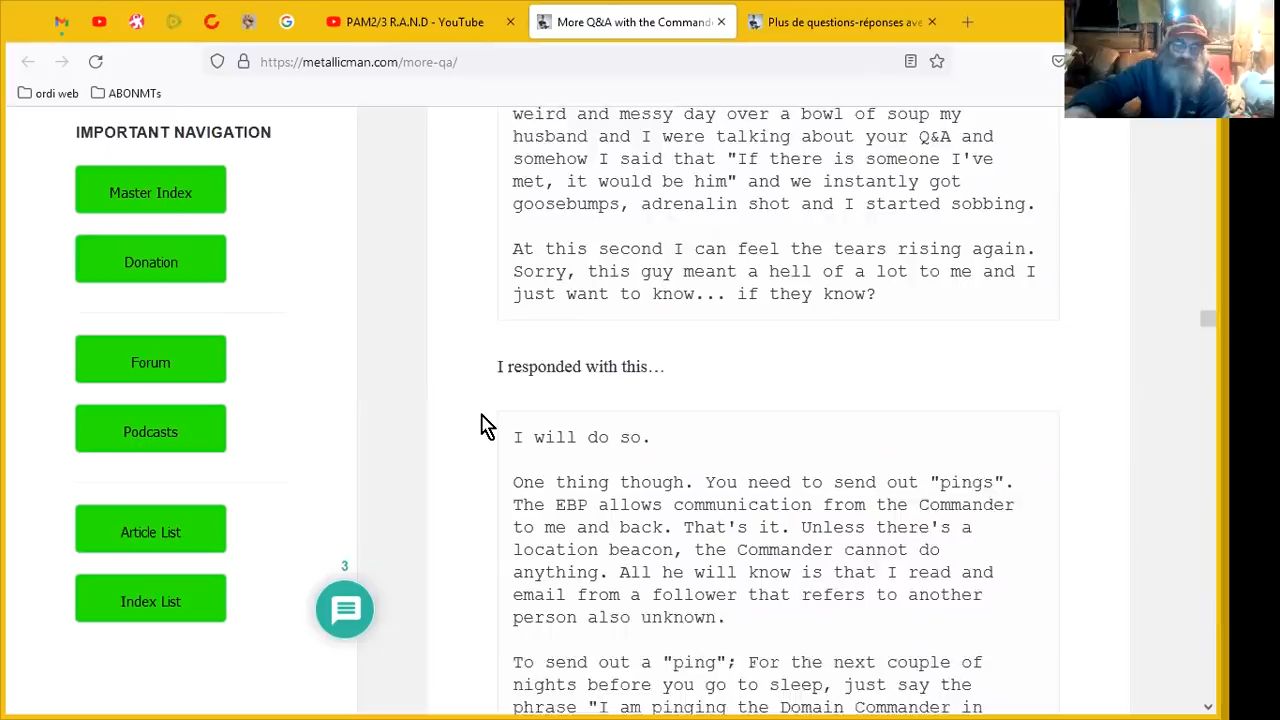 PAM2/3 R.A.N.D - YouTube
More Q&A with the Command
Plus de questions-réponses ave
https://metallicman.com/more-qa/
ordi web
ABONMTs
IMPORTANT NAVIGATION
Master Index
Donation
Forum
Podcasts
Article List
Index List
3
weird and messy day over a bowl of soup my
husband and I were talking about your Q&A and
somehow I said that "If there is someone I've
met, it would be him" and we instantly got
goosebumps, adrenalin shot and I started sobbing.
At this second I can feel the tears rising again.
Sorry, this guy meant a hell of a lot to me and I
just want to know... if they know?
I responded with this…
I will do so.
One thing though. You need to send out "pings".
The EBP allows communication from the Commander
to me and back. That's it. Unless there's a
location beacon, the Commander cannot do
anything. All he will know is that I read and
email from a follower that refers to another
person also unknown.
To send out a "ping"; For the next couple of
nights before you go to sleep, just say the
phrase "I am pinging the Domain Commander in